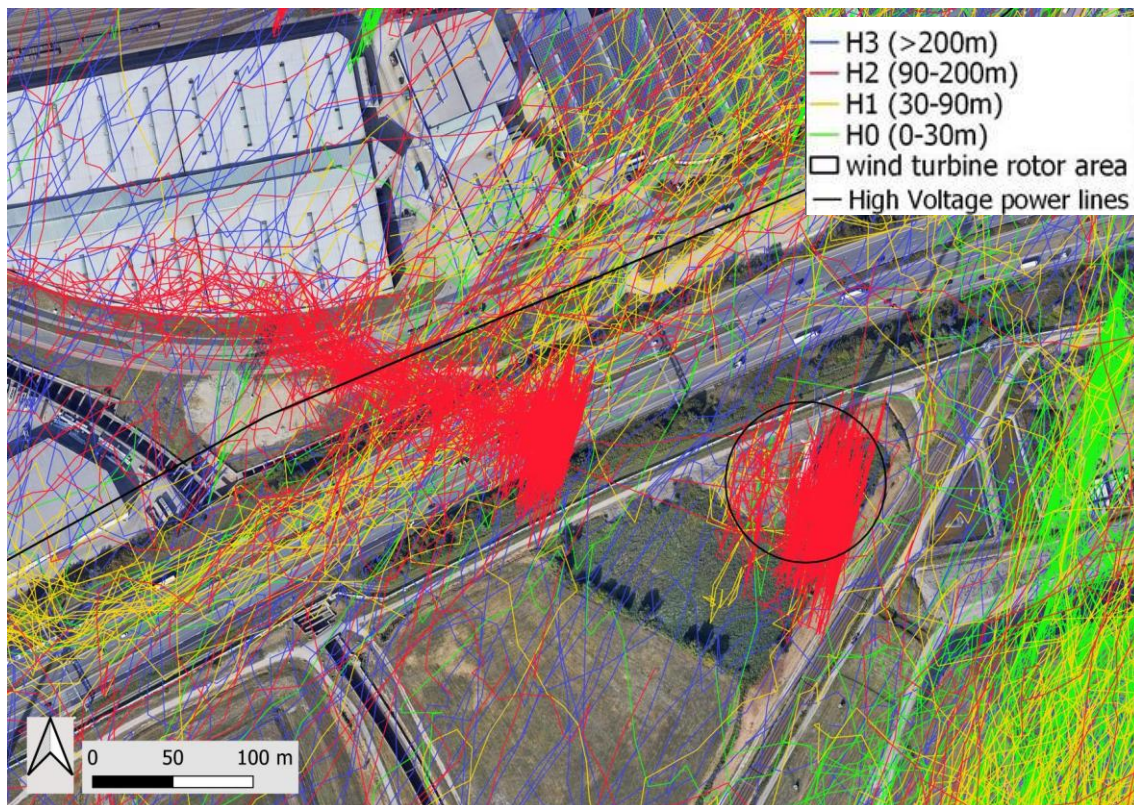 H3 (>200m)
H2 (90-200m)
H1 (30-90m)
H0 (0-30m)
wind turbine rotor area
High Voltage power lines
0 50 100 m